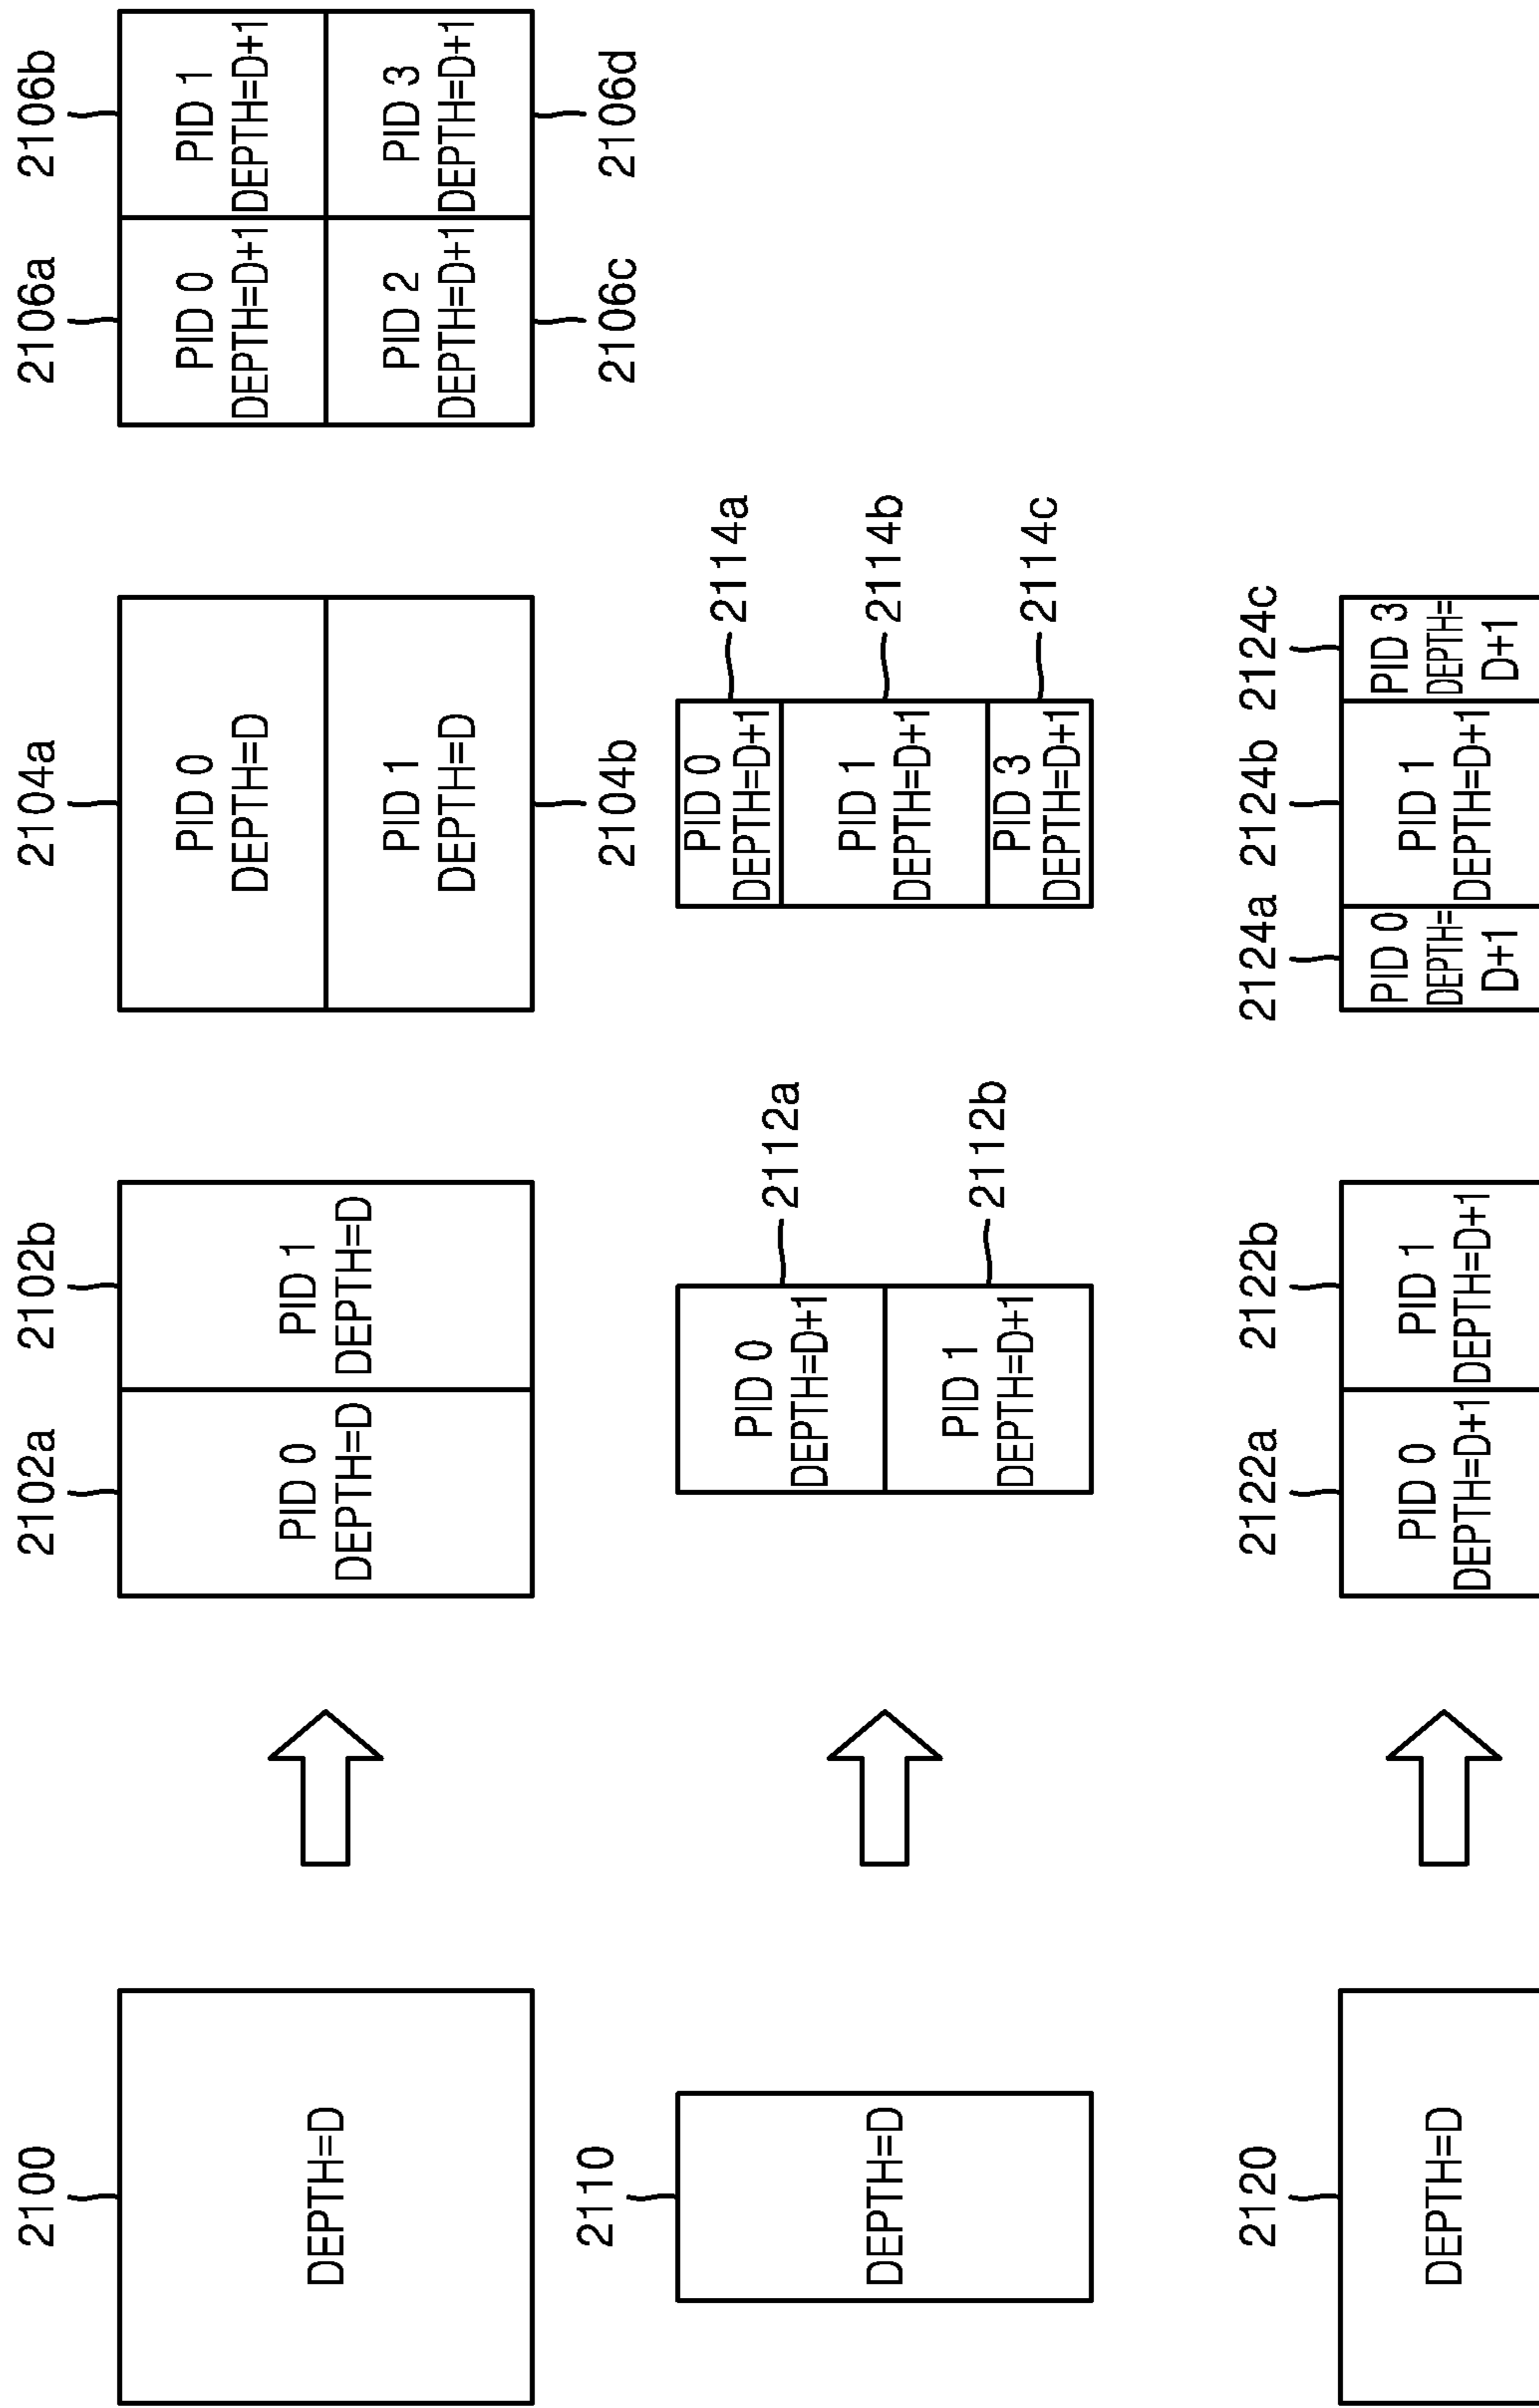 2100
DEPTH=D
2102a
2102b
PID 0
DEPTH=D
PID 1
DEPTH=D
2104a
PID 0
DEPTH=D
PID 1
DEPTH=D
2104b
2106a
2106b
PID 0
DEPTH=D+1
PID 1
DEPTH=D+1
PID 2
DEPTH=D+1
PID 3
DEPTH=D+1
2106c
2106d
2110
DEPTH=D
PID 0
DEPTH=D+1
2112a
PID 1
DEPTH=D+1
2112b
PID 0
DEPTH=D+1
2114a
PID 1
DEPTH=D+1
2114b
PID 3
DEPTH=D+1
2114c
2120
DEPTH=D
2122a
2122b
PID 0
DEPTH=D+1
PID 1
DEPTH=D+1
2124a
2124b
2124c
PID 0
DEPTH=
D+1
PID 1
DEPTH=D+1
PID 3
DEPTH=
D+1